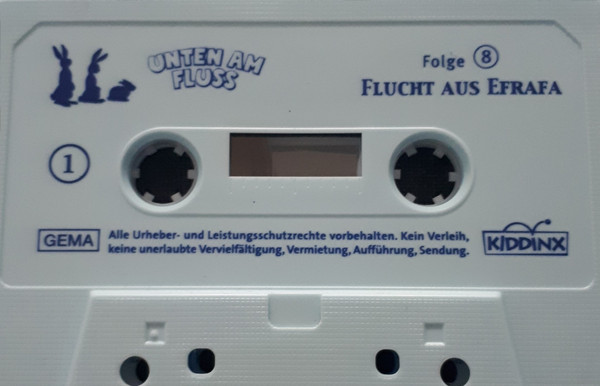 UNTEN AM
FLUSS
Folge 8
FLUCHT AUS EFRAFA
1
GEMA
Alle Urheber- und Leistungsschutzrechte vorbehalten. Kein Verleih,
keine unerlaubte Vervielfältigung, Vermietung, Aufführung, Sendung.
KIDDINX